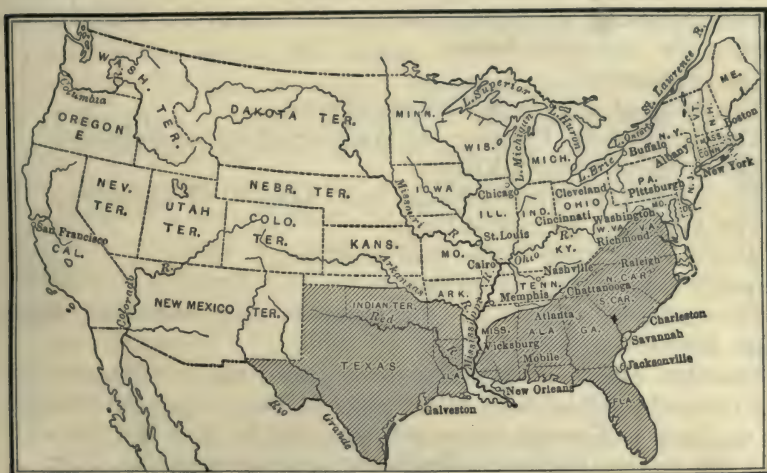 WASH. TER.
Columbia R.
OREGON
E
DAKOTA TER.
MINN.
L. Superior
WIS.
L. Michigan
MICH.
L. Huron
St. Lawrence R.
ME.
VT.
N.H.
Boston
MASS.
CONN.
L. Ontario
N.Y.
Buffalo
Albany
New York
L. Erie
NEV.
TER.
UTAH
TER.
NEBR. TER.
Missouri R.
IOWA
Chicago
ILL.
IND.
Cleveland
OHIO
Cincinnati
PA.
Pittsburgh
N.J.
San Francisco
CAL.
COLO.
TER.
KANS.
MO.
St. Louis
Cairo
Ohio R.
KY.
Washington
W. VA.
VA.
Richmond
Colorado R.
NEW MEXICO TER.
Arkansas R.
INDIAN TER.
ARK.
Memphis
TENN.
Nashville
Chattanooga
Raleigh
N. CAR.
S. CAR.
Red R.
TEXAS
LA.
Mississippi R.
MISS.
Vicksburg
ALA.
Mobile
Atlanta
GA.
Charleston
Savannah
Jacksonville
FLA.
New Orleans
Galveston
Rio Grande